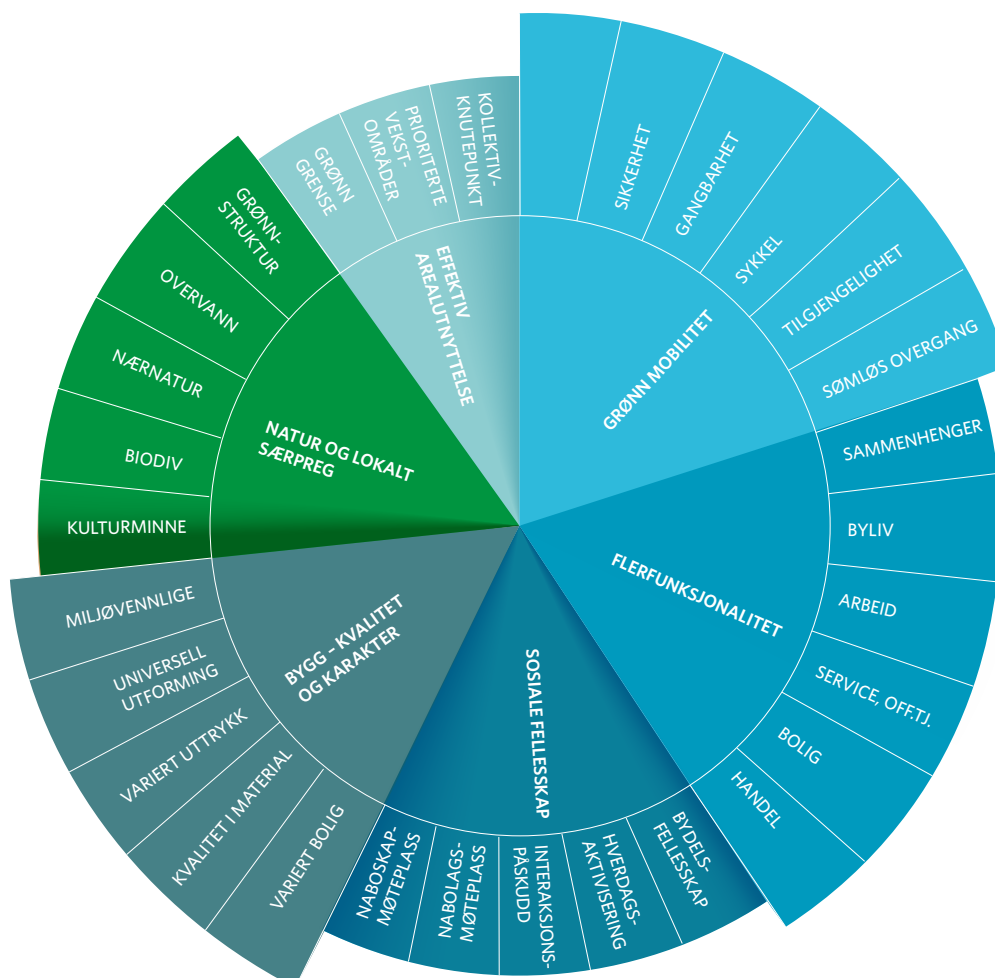 KOLLEKTIV-
KNUTEPUNKT
PRIORITERTE
VEKST-
OMRÅDER
GRØNN
GRENSE
EFFEKTIV
AREALUTNYTTELSE
SIKKERHET
GANGBARHET
SYKKEL
TILGJENGELIGHET
SØMLØS OVERGANG
GRØNN MOBILITET
SAMMENHENGER
BYLIV
ARBEID
SERVICE, OFF.TJ.
BOLIG
HANDEL
FLERFUNKSJONALITET
BYDELS-
FELLESSKAP
HVERDAGS-
AKTIVISERING
INTERAKSJONS-
PÅSKUDD
NABOLAGS-
MØTEPLASS
NABOSKAP-
MØTEPLASS
SOSIALE FELLESSKAP
VARIERT BOLIG
KVALITET I MATERIAL
VARIERT UTTRYKK
UNIVERSELL
UTFORMING
MILJØVENNLIGE
BYGG – KVALITET
OG KARAKTER
KULTURMINNE
BIODIV
NÆRNATUR
OVERVANN
GRØNN-
STRUKTUR
NATUR OG LOKALT
SÆRPREG